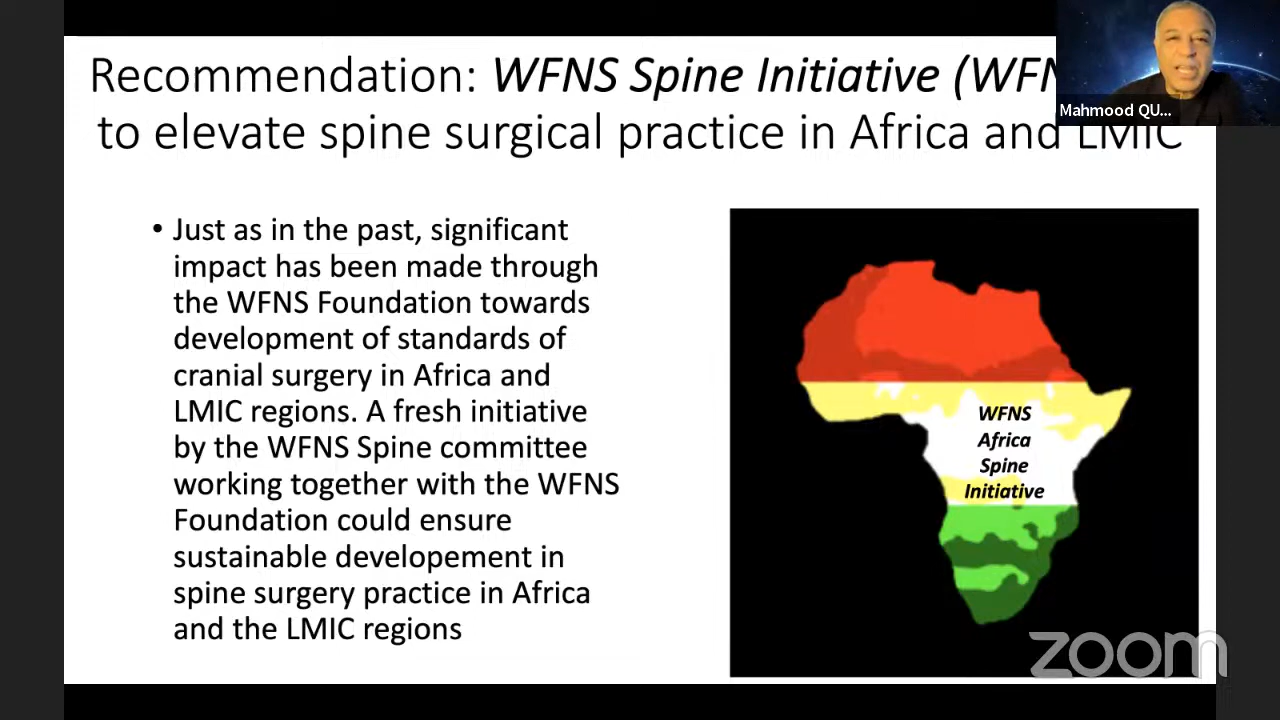 Recommendation: WFNS Spine Initiative (WFN
to elevate spine surgical practice in Africa and LMIC
Mahmood QU...
• Just as in the past, significant
impact has been made through
the WFNS Foundation towards
development of standards of
cranial surgery in Africa and
LMIC regions. A fresh initiative
by the WFNS Spine committee
working together with the WFNS
Foundation could ensure
sustainable developement in
spine surgery practice in Africa
and the LMIC regions
WFNS
Africa
Spine
Initiative
zoom